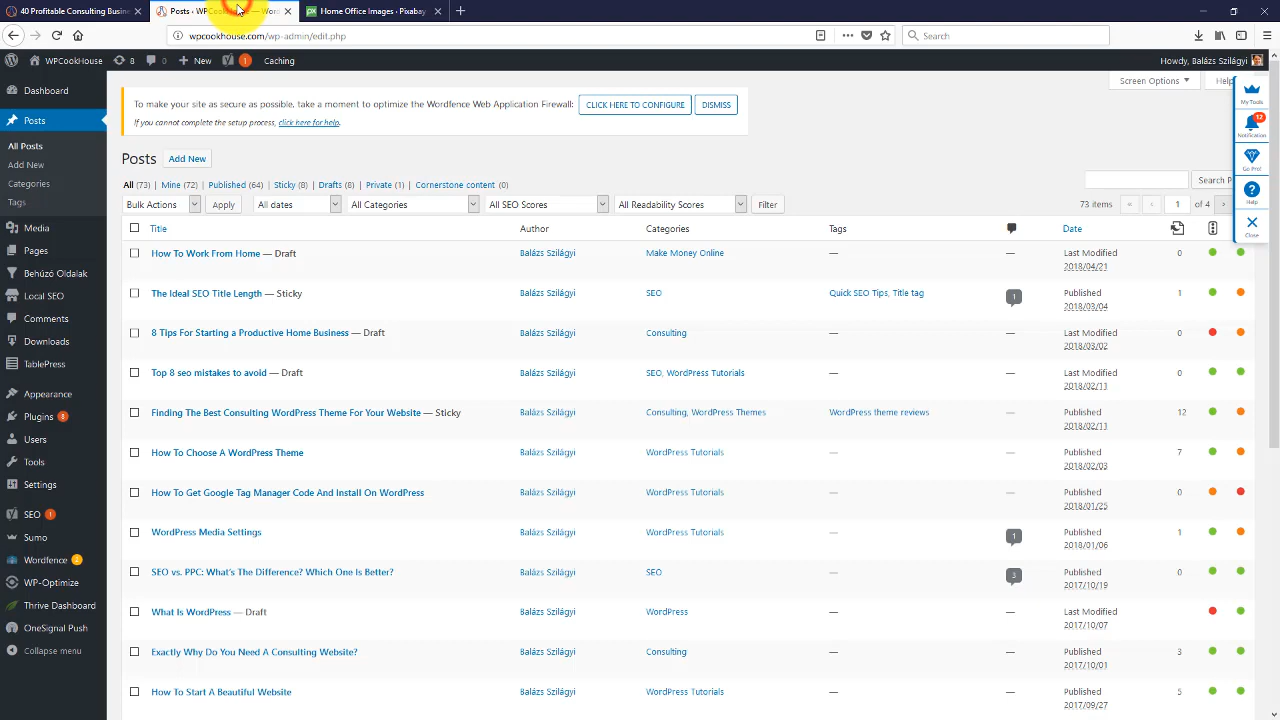 40 Profitable Consulting Busine
Posts ‹ WPCook
Wor
Home Office Images - Pixabay
wpcookhouse.com/wp-admin/edit.php
Search
WPCookHouse
8
0
New
1
Caching
Howdy, Balázs Szilágyi
Dashboard
Posts
All Posts
Add New
Categories
Tags
Media
Pages
Behúzó Oldalak
Local SEO
Comments
Downloads
TablePress
Appearance
Plugins 8
Users
Tools
Settings
SEO 1
Sumo
Wordfence 2
WP-Optimize
Thrive Dashboard
OneSignal Push
Collapse menu
Screen Options
Help
To make your site as secure as possible, take a moment to optimize the Wordfence Web Application Firewall: CLICK HERE TO CONFIGURE DISMISS
If you cannot complete the setup process, click here for help.
My Tools
12
Notification
Go Pro!
Help
Close
Posts Add New
All (73) | Mine (72) | Published (64) | Sticky (8) | Drafts (8) | Private (1) | Cornerstone content (0)
Search P
Bulk Actions Apply All dates All Categories All SEO Scores All Readability Scores Filter 73 items « ‹ 1 of 4 ›
Title Author Categories Tags Date
How To Work From Home — Draft Balázs Szilágyi Make Money Online — — Last Modified 0
2018/04/21
The Ideal SEO Title Length — Sticky Balázs Szilágyi SEO Quick SEO Tips, Title tag 1 Published 1
2018/03/04
8 Tips For Starting a Productive Home Business — Draft Balázs Szilágyi Consulting — — Last Modified 0
2018/03/02
Top 8 seo mistakes to avoid — Draft Balázs Szilágyi SEO, WordPress Tutorials — — Last Modified 0
2018/02/11
Finding The Best Consulting WordPress Theme For Your Website — Sticky Balázs Szilágyi Consulting, WordPress Themes WordPress theme reviews — Published 12
2018/02/11
How To Choose A WordPress Theme Balázs Szilágyi WordPress Tutorials — — Published 7
2018/02/03
How To Get Google Tag Manager Code And Install On WordPress Balázs Szilágyi WordPress Tutorials — — Published 0
2018/01/25
WordPress Media Settings Balázs Szilágyi WordPress Tutorials — 1 Published 1
2018/01/06
SEO vs. PPC: What's The Difference? Which One Is Better? Balázs Szilágyi SEO — 3 Published 0
2017/10/19
What Is WordPress — Draft Balázs Szilágyi WordPress — — Last Modified
2017/10/07
Exactly Why Do You Need A Consulting Website? Balázs Szilágyi Consulting — — Published 3
2017/10/01
How To Start A Beautiful Website Balázs Szilágyi WordPress Tutorials — — Published 5
2017/09/27